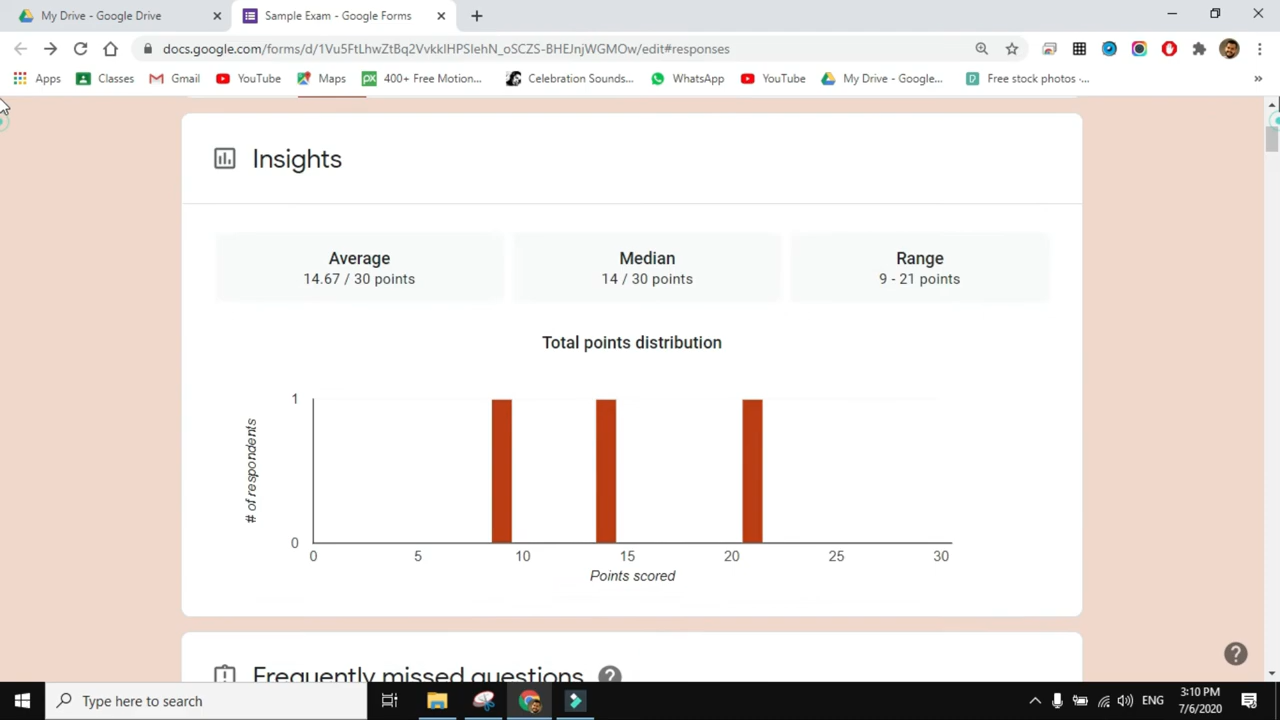 My Drive - Google Drive
Sample Exam - Google Forms
docs.google.com/forms/d/1Vu5FtLhwZtBq2VvkklHPSIehN_oSCZS-BHEJnjWGMOw/edit#responses
Apps Classes Gmail YouTube Maps 400+ Free Motion... Celebration Sounds... WhatsApp YouTube My Drive - Google... Free stock photos -... »
Insights
Average Median Range
14.67 / 30 points 14 / 30 points 9 - 21 points
Total points distribution
1
# of respondents
0
0 5 10 15 20 25 30
Points scored
Frequently missed questions ?
?
Type here to search
ENG
3:10 PM
7/6/2020